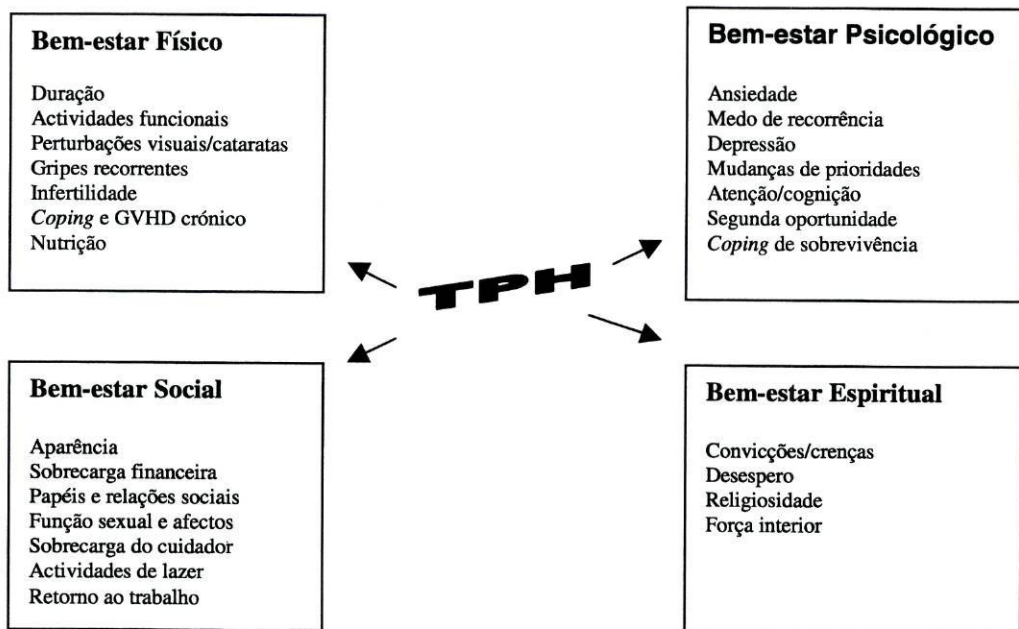 Bem-estar Físico
Duração
Actividades funcionais
Perturbações visuais/cataratas
Gripes recorrentes
Infertilidade
Coping e GVHD crónico
Nutrição
Bem-estar Psicológico
Ansiedade
Medo de recorrência
Depressão
Mudanças de prioridades
Atenção/cognição
Segunda oportunidade
Coping de sobrevivência
TPH
Bem-estar Social
Aparência
Sobrecarga financeira
Papéis e relações sociais
Função sexual e afectos
Sobrecarga do cuidador
Actividades de lazer
Retorno ao trabalho
Bem-estar Espiritual
Convicções/crenças
Desespero
Religiosidade
Força interior